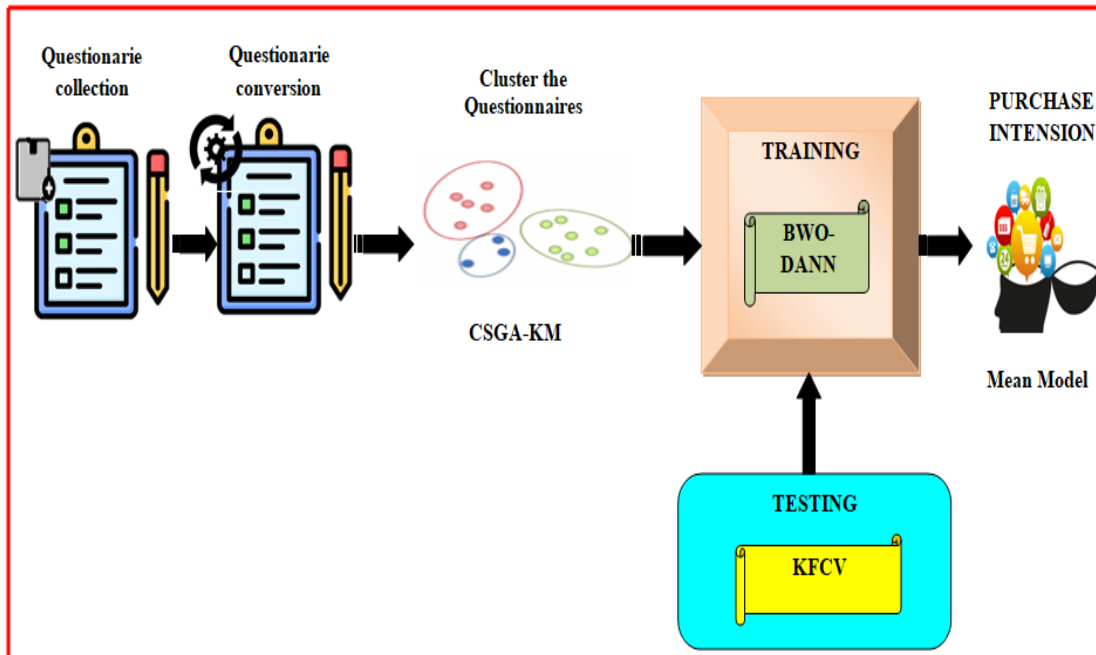 Questionarie
collection
Questionarie
conversion
Cluster the
Questionnaires
CSGA-KM
TRAINING
BWO-
DANN
PURCHASE
INTENSION
Mean Model
TESTING
KFCV